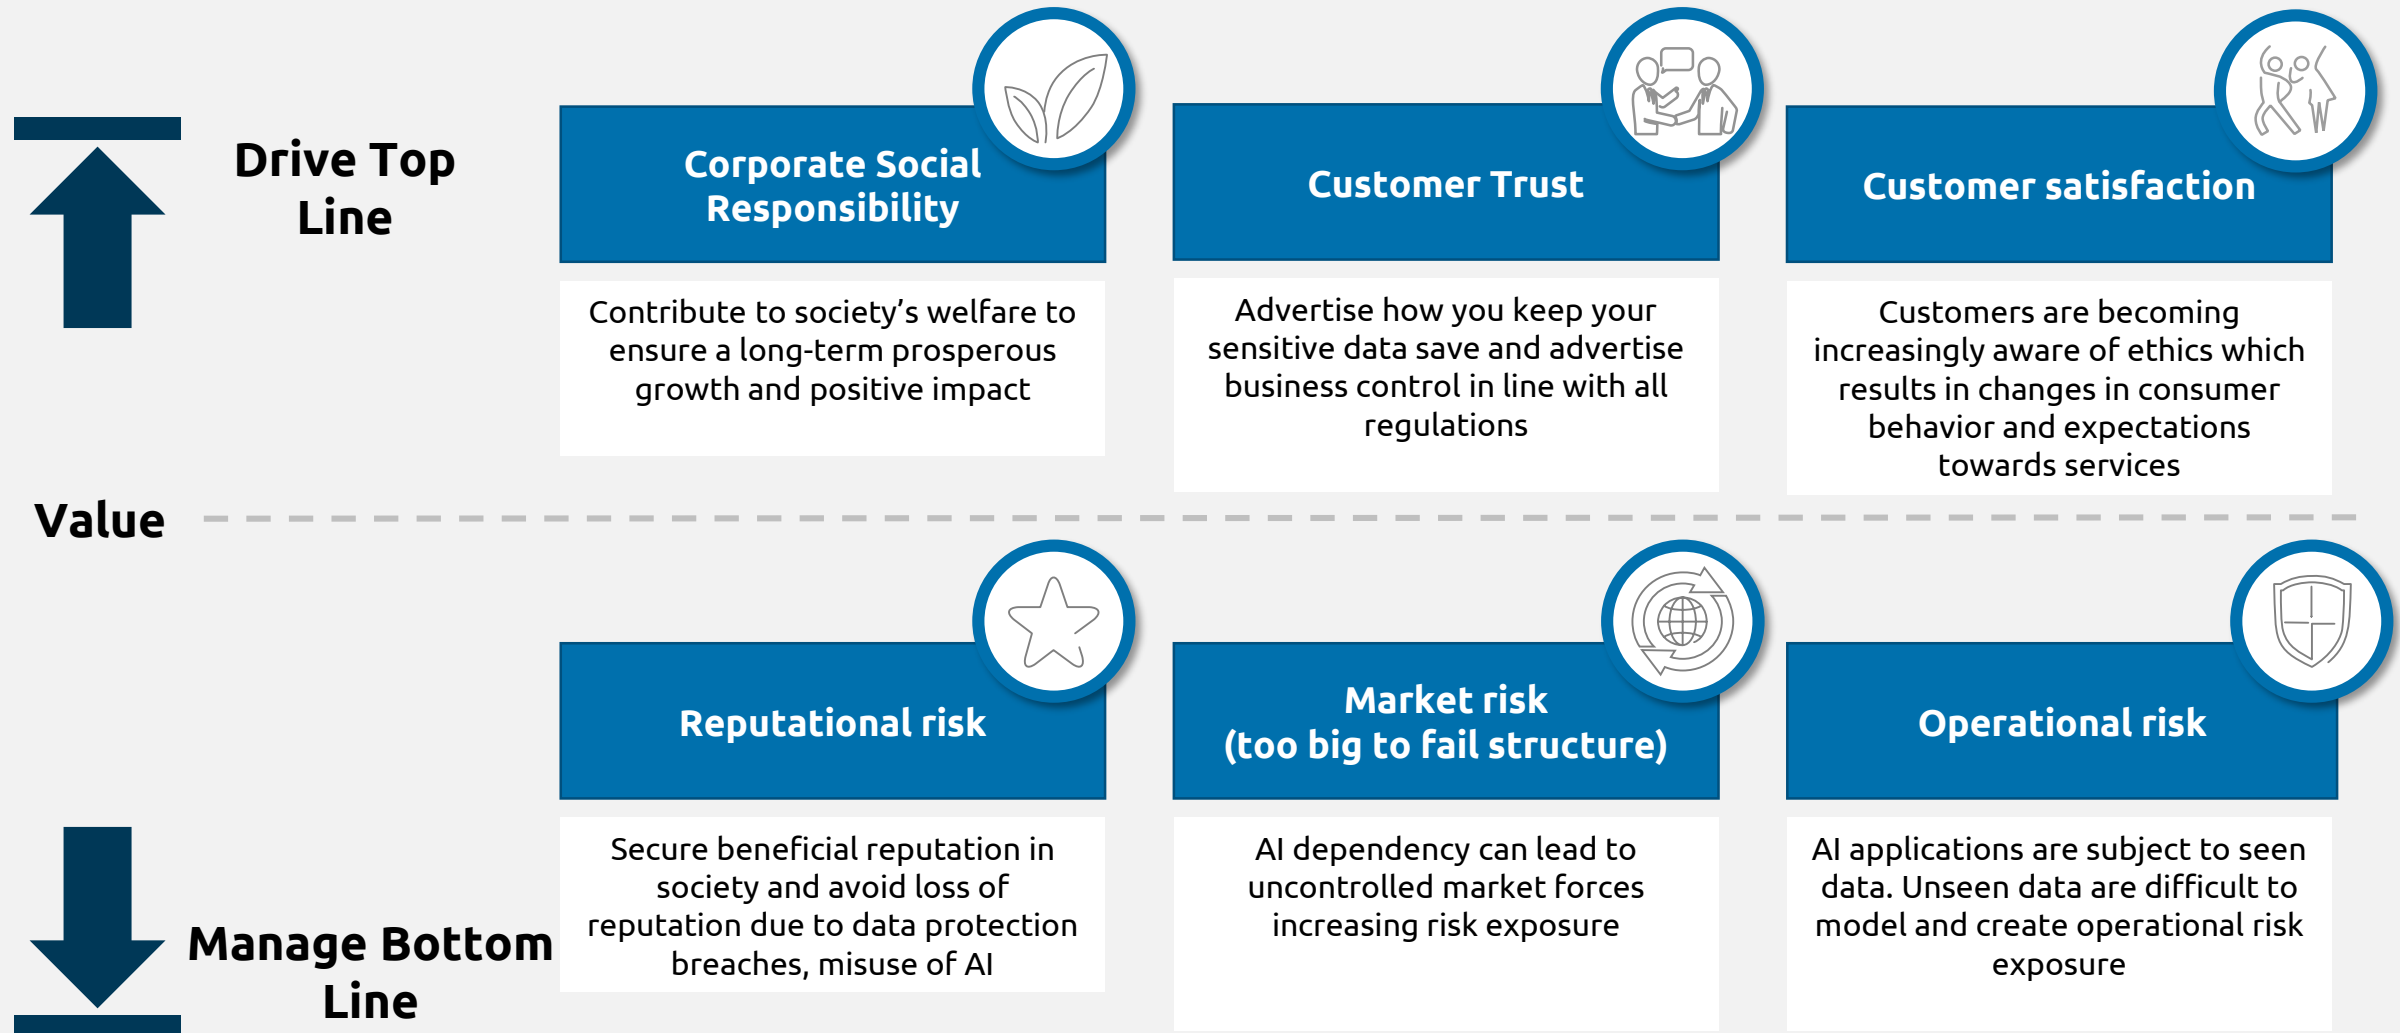 Drive Top
Line
Corporate Social
Responsibility
Contribute to society’s welfare to
ensure a long-term prosperous
growth and positive impact
Customer Trust
Advertise how you keep your
sensitive data save and advertise
business control in line with all
regulations
Customer satisfaction
Customers are becoming
increasingly aware of ethics which
results in changes in consumer
behavior and expectations
towards services
Value
Manage Bottom
Line
Reputational risk
Secure beneficial reputation in
society and avoid loss of
reputation due to data protection
breaches, misuse of AI
Market risk
(too big to fail structure)
AI dependency can lead to
uncontrolled market forces
increasing risk exposure
Operational risk
AI applications are subject to seen
data. Unseen data are difficult to
model and create operational risk
exposure